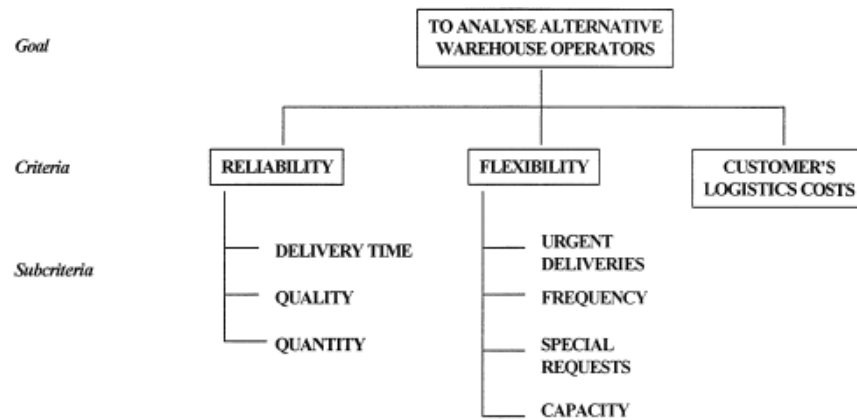 Goal
TO ANALYSE ALTERNATIVE
WAREHOUSE OPERATORS
Criteria
RELIABILITY
FLEXIBILITY
CUSTOMER'S
LOGISTICS COSTS
Subcriteria
DELIVERY TIME
QUALITY
QUANTITY
URGENT
DELIVERIES
FREQUENCY
SPECIAL
REQUESTS
CAPACITY